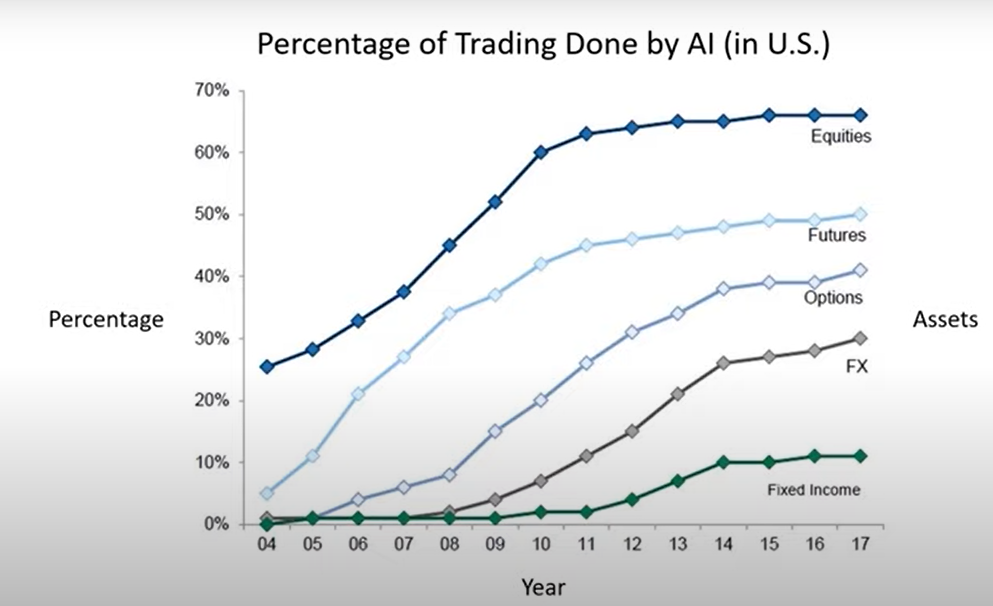 Percentage of Trading Done by AI (in U.S.)
70%
60%
50%
40%
30%
20%
10%
0%
Percentage
Equities
Futures
Options
FX
Fixed Income
Assets
04 05 06 07 08 09 10 11 12 13 14 15 16 17
Year